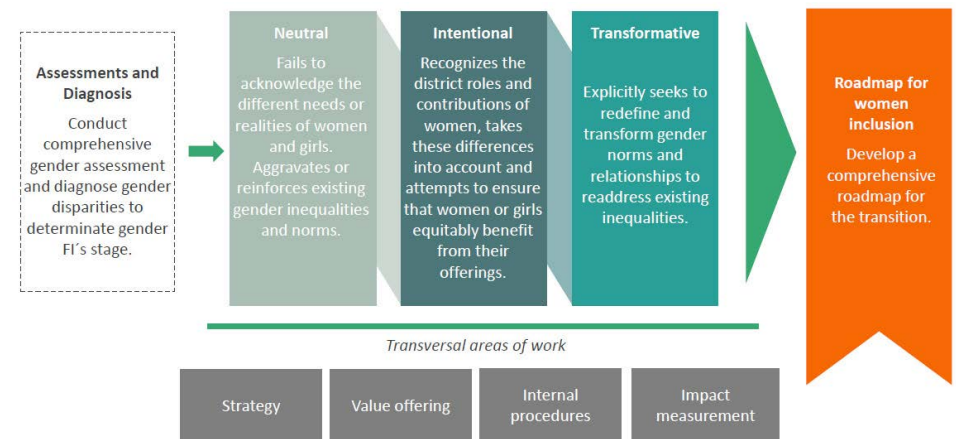 Assessments and
Diagnosis
Conduct
comprehensive
gender assessment
and diagnose gender
disparities to
determinate gender
FI´s stage.
Neutral
Fails to
acknowledge the
different needs or
realities of women
and girls.
Aggravates or
reinforces existing
gender inequalities
and norms.
Intentional
Recognizes the
district roles and
contributions of
women, takes
these differences
into account and
attempts to ensure
that women or girls
equitably benefit
from their
offerings.
Transformative
Explicitly seeks to
redefine and
transform gender
norms and
relationships to
readdress existing
inequalities.
Roadmap for
women
inclusion
Develop a
comprehensive
roadmap for
the transition.
Transversal areas of work
Strategy
Value offering
Internal
procedures
Impact
measurement